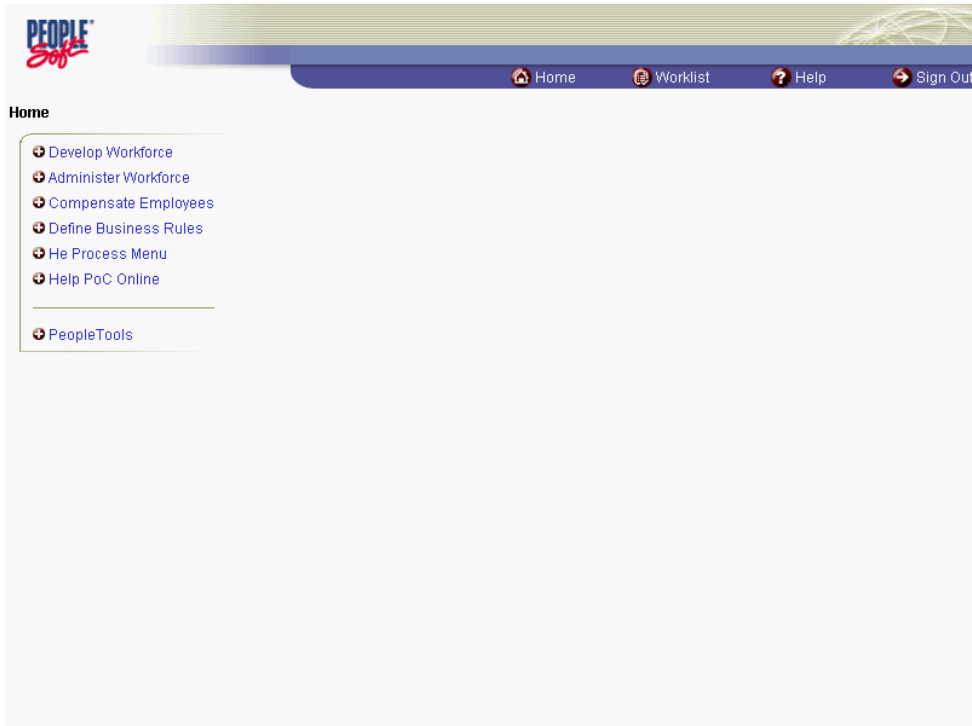 PEOPLE
Soft
Home Worklist Help Sign Out
Home
Develop Workforce
Administer Workforce
Compensate Employees
Define Business Rules
He Process Menu
Help PoC Online
PeopleTools